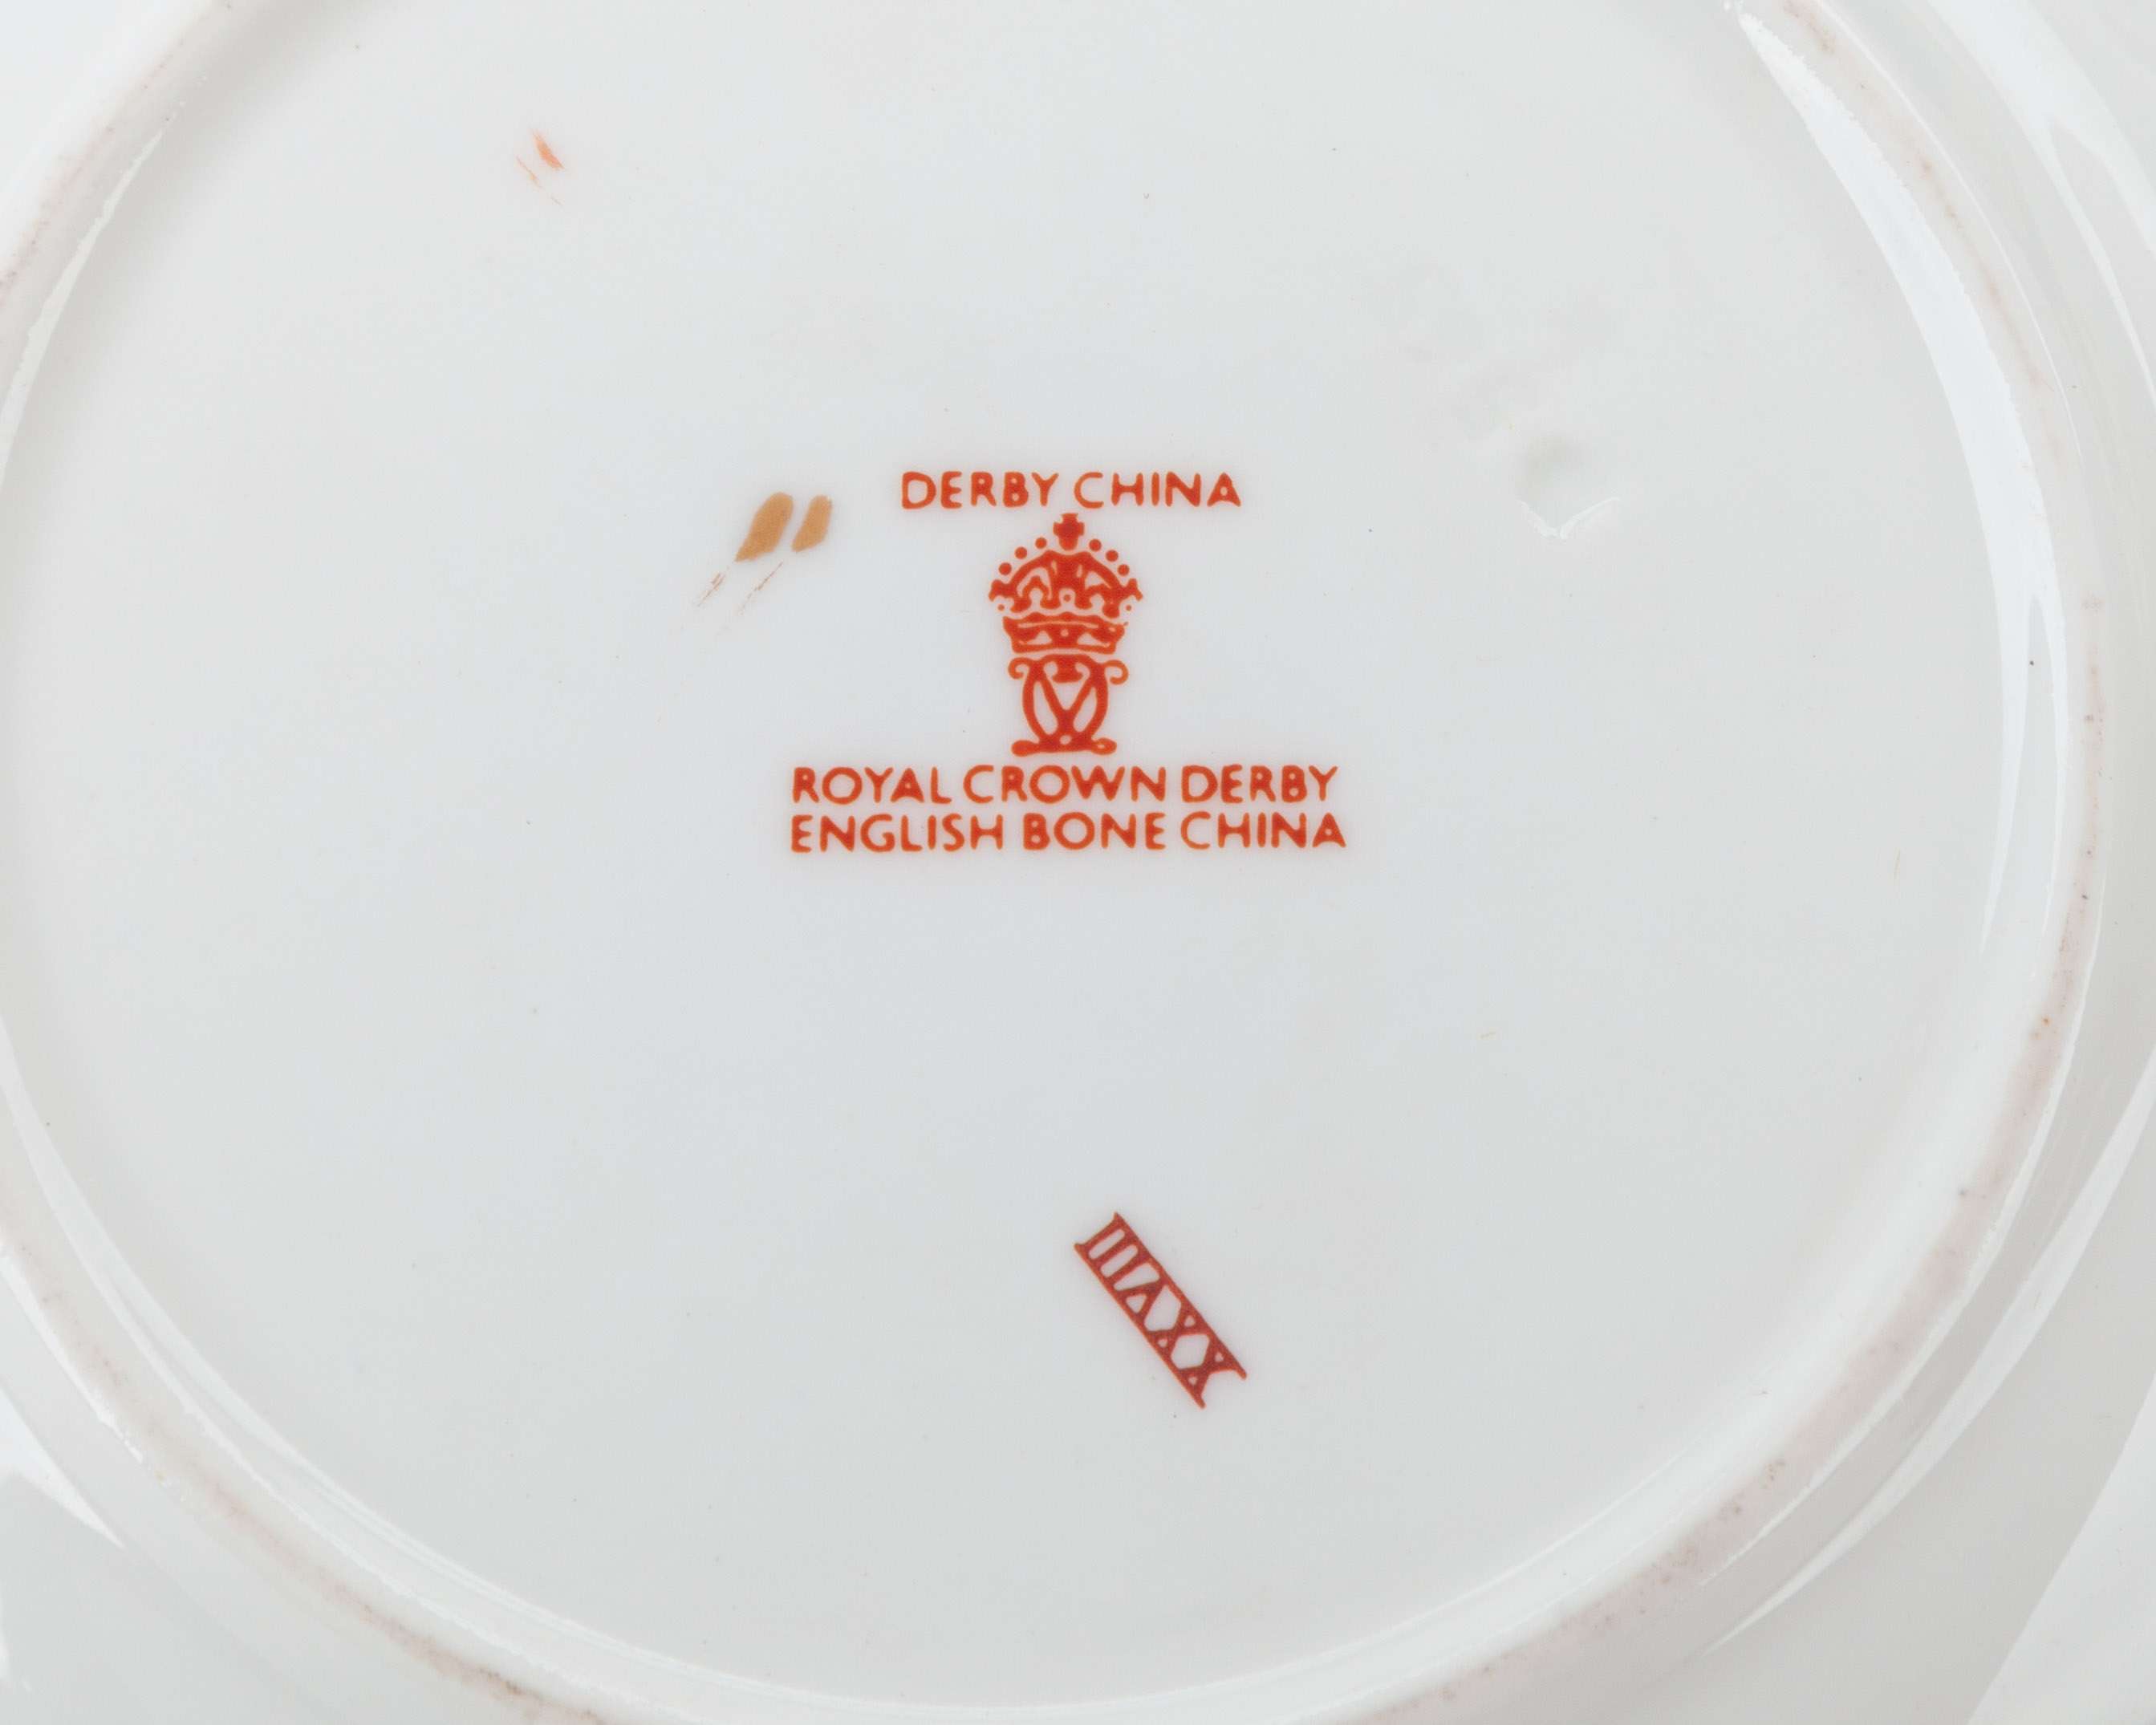 DERBY CHINA
ROYAL CROWN DERBY
ENGLISH BONE CHINA
XXVIII